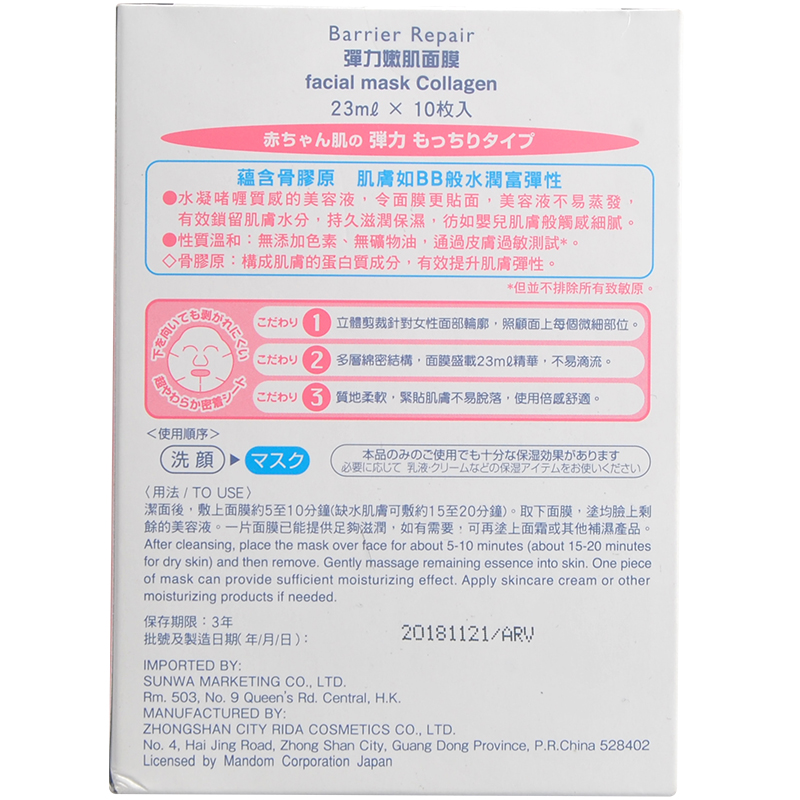 Barrier Repair
彈力嫩肌面膜
facial mask Collagen
23mℓ × 10枚入
赤ちゃん肌の 弾力 もっちりタイプ
蘊含骨膠原 肌膚如BB般水潤富彈性
●水凝啫喱質感的美容液，令面膜更貼面，美容液不易蒸發，
有效鎖留肌膚水分，持久滋潤保濕，彷如嬰兒肌膚般觸感細膩。
●性質溫和：無添加色素、無礦物油，通過皮膚過敏測試*。
◇骨膠原：構成肌膚的蛋白質成分，有效提升肌膚彈性。
*但並不排除所有致敏原。
下を向いても剥がれにくい
超やわらか密着シート
こだわり 1 立體剪裁針對女性面部輪廓，照顧面上每個微細部位。
こだわり 2 多層綿密結構，面膜盛載23mℓ精華，不易滴流。
こだわり 3 質地柔軟，緊貼肌膚不易脫落，使用倍感舒適。
＜使用順序＞
洗顔 ▶ マスク
本品のみのご使用でも十分な保湿効果があります
必要に応じて 乳液･クリームなどの保湿アイテムをお使いください
〈用法 / TO USE〉
潔面後，敷上面膜約5至10分鐘(缺水肌膚可敷約15至20分鐘)。取下面膜，塗均臉上剩
餘的美容液。一片面膜已能提供足夠滋潤，如有需要，可再塗上面霜或其他補濕產品。
After cleansing, place the mask over face for about 5-10 minutes (about 15-20 minutes
for dry skin) and then remove. Gently massage remaining essence into skin. One piece
of mask can provide sufficient moisturizing effect. Apply skincare cream or other
moisturizing products if needed.
保存期限：3年
批號及製造日期( 年/月/日)：
20181121/ARV
IMPORTED BY:
SUNWA MARKETING CO., LTD.
Rm. 503, No. 9 Queen's Rd. Central, H.K.
MANUFACTURED BY:
ZHONGSHAN CITY RIDA COSMETICS CO., LTD.
No. 4, Hai Jing Road, Zhong Shan City, Guang Dong Province, P.R.China 528402
Licensed by Mandom Corporation Japan